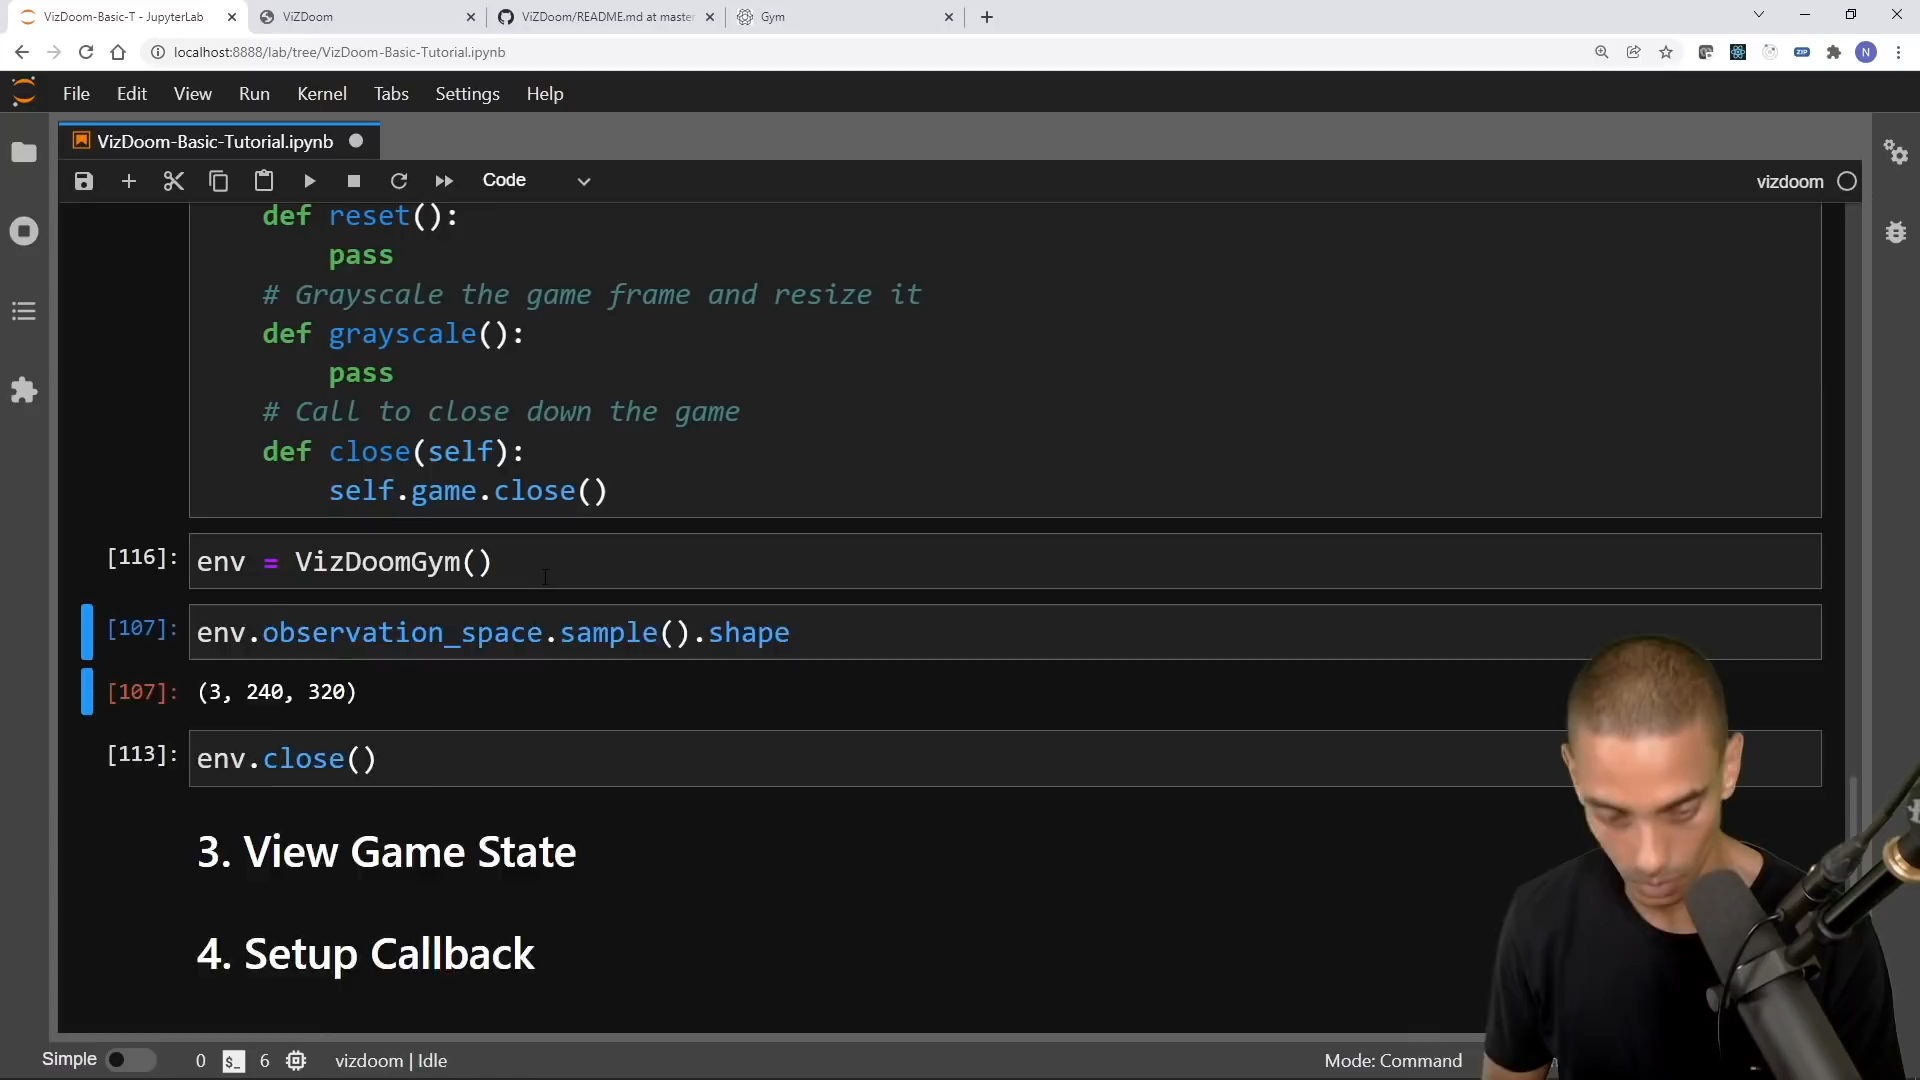 VizDoom-Basic-T - JupyterLab
ViZDoom
ViZDoom/README.md at master
Gym
localhost:8888/lab/tree/VizDoom-Basic-Tutorial.ipynb
ZIP
N
File Edit View Run Kernel Tabs Settings Help
VizDoom-Basic-Tutorial.ipynb
Code
vizdoom
def reset():
pass
# Grayscale the game frame and resize it
def grayscale():
pass
# Call to close down the game
def close(self):
self.game.close()
[116]: env = VizDoomGym()
[107]: env.observation_space.sample().shape
[107]: (3, 240, 320)
[113]: env.close()
3. View Game State
4. Setup Callback
Simple 0 $_ 6 vizdoom | Idle Mode: Command